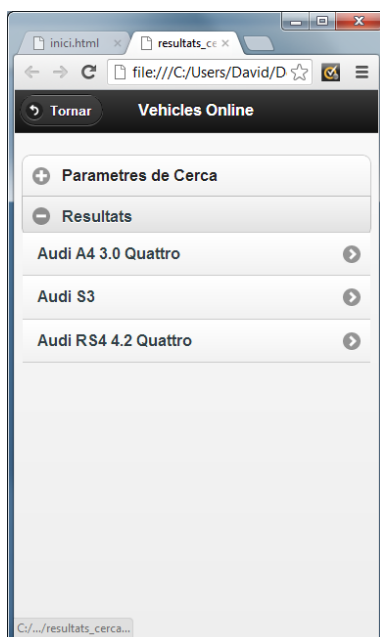 inici.html
resultats_ce
file:///C:/Users/David/D
Tornar
Vehicles Online
Parametres de Cerca
Resultats
Audi A4 3.0 Quattro
Audi S3
Audi RS4 4.2 Quattro
C:/.../resultats_cerca...